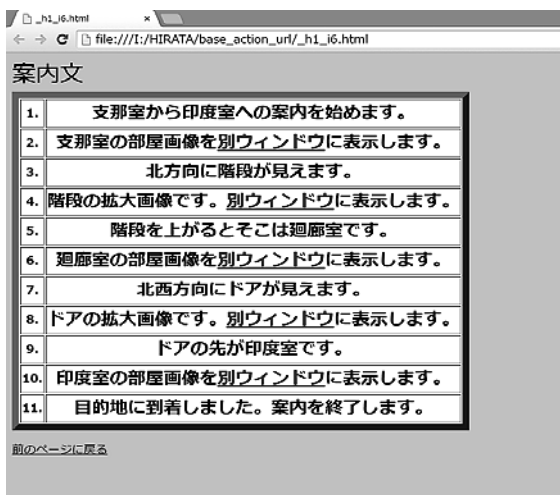 _h1_i6.html ×
file:///I:/HIRATA/base_action_url/_h1_i6.html
案内文
1. 支那室から印度室への案内を始めます。
2. 支那室の部屋画像を別ウィンドウに表示します。
3. 北方向に階段が見えます。
4. 階段の拡大画像です。別ウィンドウに表示します。
5. 階段を上がるとそこは廻廊室です。
6. 廻廊室の部屋画像を別ウィンドウに表示します。
7. 北西方向にドアが見えます。
8. ドアの拡大画像です。別ウィンドウに表示します。
9. ドアの先が印度室です。
10. 印度室の部屋画像を別ウィンドウに表示します。
11. 目的地に到着しました。案内を終了します。
前のページに戻る